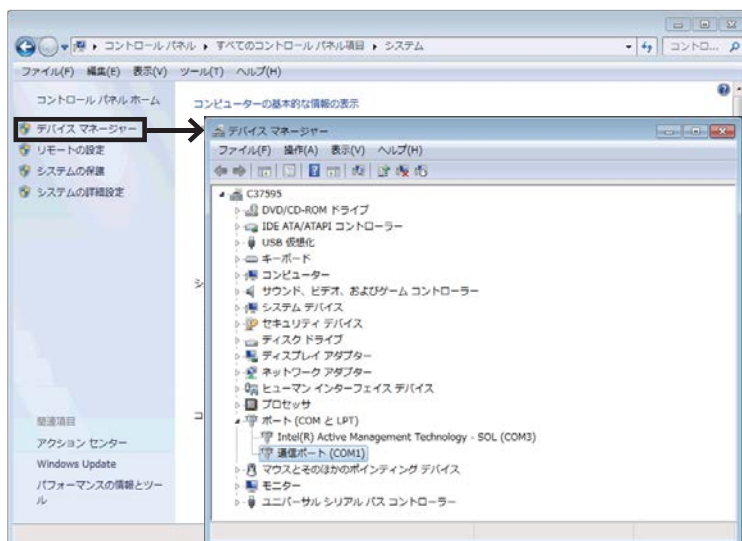 コントロール パネル ▸ すべてのコントロール パネル項目 ▸ システム
コントロ...
ファイル(F) 編集(E) 表示(V) ツール(T) ヘルプ(H)
コントロール パネル ホーム
デバイス マネージャー
リモートの設定
システムの保護
システムの詳細設定
関連項目
アクション センター
Windows Update
パフォーマンスの情報とツール
コンピューターの基本的な情報の表示
シ
コ
デバイス マネージャー
ファイル(F) 操作(A) 表示(V) ヘルプ(H)
C37595
DVD/CD-ROM ドライブ
IDE ATA/ATAPI コントローラー
USB 仮想化
キーボード
コンピューター
サウンド、ビデオ、およびゲーム コントローラー
システム デバイス
セキュリティ デバイス
ディスク ドライブ
ディスプレイ アダプター
ネットワーク アダプター
ヒューマン インターフェイス デバイス
プロセッサ
ポート (COM と LPT)
Intel(R) Active Management Technology - SOL (COM3)
通信ポート (COM1)
マウスとそのほかのポインティング デバイス
モニター
ユニバーサル シリアル バス コントローラー